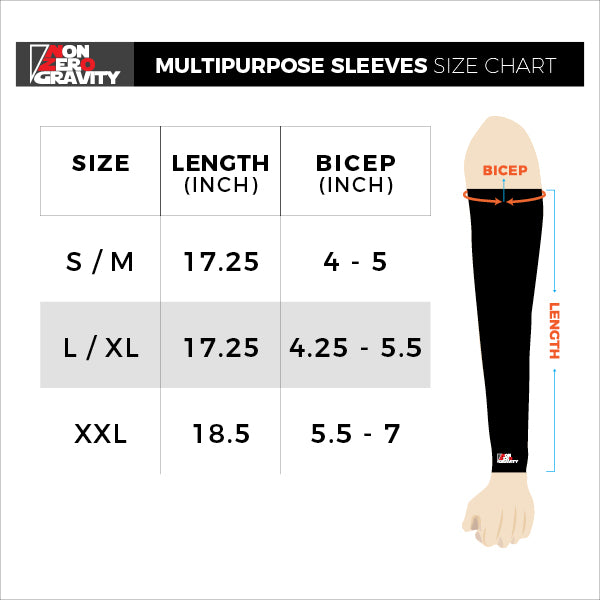 NON
ZERO
GRAVITY
MULTIPURPOSE SLEEVES SIZE CHART
SIZE LENGTH (INCH) BICEP (INCH)
S / M 17.25 4 - 5
L / XL 17.25 4.25 - 5.5
XXL 18.5 5.5 - 7
BICEP
LENGTH
NON
ZERO
GRAVITY